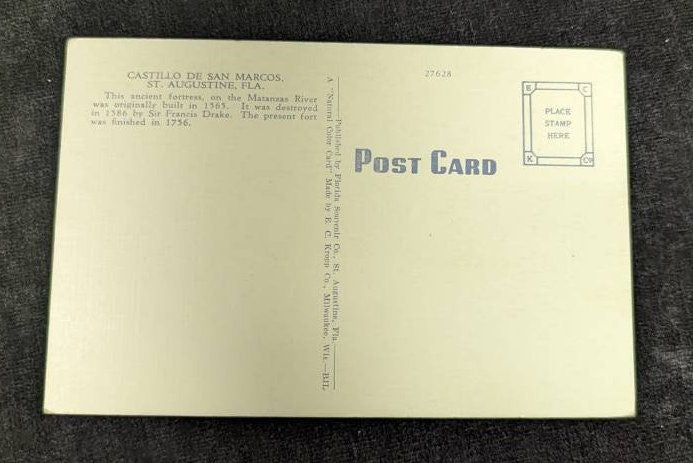 CASTILLO DE SAN MARCOS,
ST. AUGUSTINE, FLA.
This ancient fortress, on the Matanzas River
was originally built in 1565. It was destroyed
in 1586 by Sir Francis Drake. The present fort
was finished in 1756.
Published by Florida Souvenir Co., St. Augustine, Fla.
A "Natural Color Card" Made by E. C. Kropp Co., Milwaukee, Wis.—BJL
27628
POST CARD
E C
PLACE
STAMP
HERE
K Co